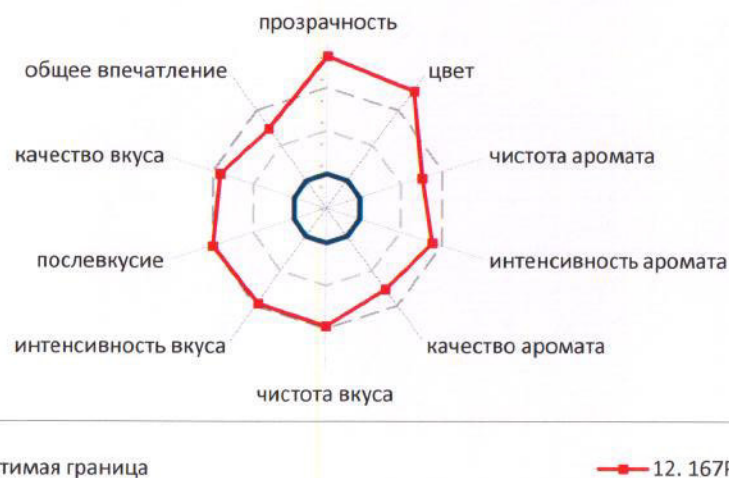 прозрачность
общее впечатление
цвет
качество вкуса
чистота аромата
послевкусие
интенсивность аромата
интенсивность вкуса
качество аромата
чистота вкуса
тимая граница
12. 167